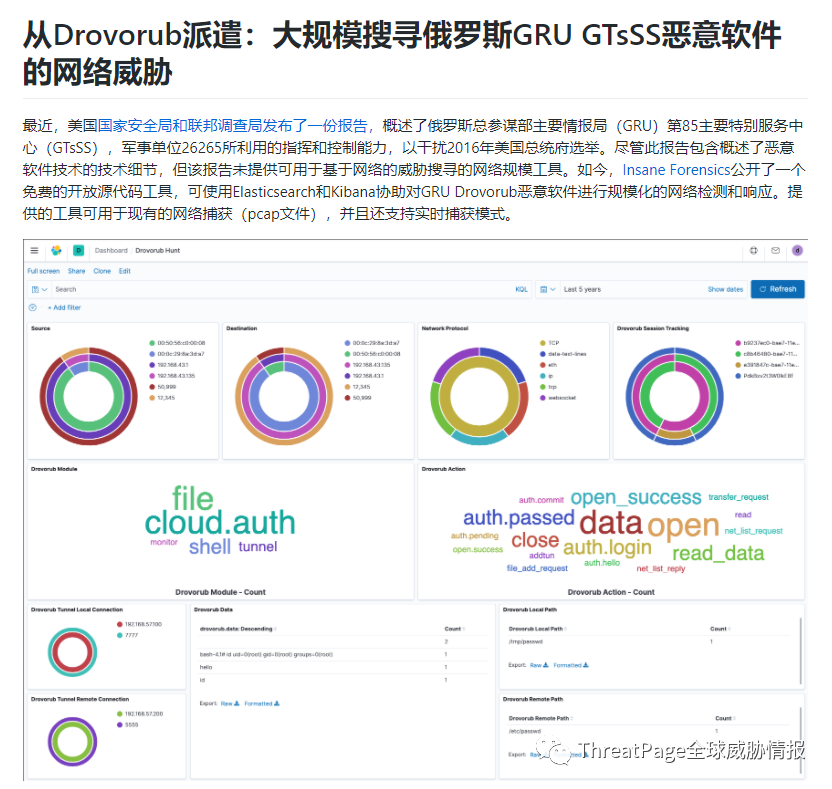 从Drovorub派遣：大规模搜寻俄罗斯GRU GTsSS恶意软件
的网络威胁
最近，美国国家安全局和联邦调查局发布了一份报告，概述了俄罗斯总参谋部主要情报局（GRU）第85主要特别服务中
心（GTsSS），军事单位26265所利用的指挥和控制能力，以干扰2016年美国总统府选举。尽管此报告包含概述了恶意
软件技术的技术细节，但该报告未提供可用于基于网络的威胁搜寻的网络规模工具。如今，Insane Forensics公开了一个
免费的开放源代码工具，可使用Elasticsearch和Kibana协助对GRU Drovorub恶意软件进行规模化的网络检测和响应。提
供的工具可用于现有的网络捕获（pcap文件），并且还支持实时捕获模式。
D Dashboard Drovorub Hunt d
Full screen Share Clone Edit
Search KQL Last 5 years Show dates Refresh
+ Add filter
Source
00:50:56:c0:00:08
00:0c:29:8a:3d:a7
192.168.43.1
192.168.43.135
50,999
12,345
Destination
00:0c:29:8a:3d:a7
00:50:56:c0:00:08
192.168.43.135
192.168.43.1
12,345
50,999
Network Protocol
TCP
data-text-lines
eth
ip
tcp
websocket
Drovorub Session Tracking
Drovorub Module
file
cloud.auth
monitor shell tunnel
Drovorub Module - Count
Drovorub Action
auth.commit open_success transfer_request
auth.passed data open read
auth.pending close net_list_request
open.success auth.login read_data
addtun auth.hello
file_add_request net_list_reply
Drovorub Action - Count
Drovorub Tunnel Local Connection
192.168.57.100
7777
Drovorub Data
drovorub.data: Descending Count
2
bash-4.1# id uid=0(root) gid=0(root) groups=0(root) 1
hello 1
id 1
Export: Raw Formatted
Drovorub Local Path
Drovorub Local Path Count
/tmp/passwd 1
Export: Raw Formatted
Drovorub Tunnel Remote Connection
192.168.57.200
5555
Drovorub Remote Path
Drovorub Remote Path Count
/etc/passwd 1
Export: Raw
ThreatPage全球威胁情报